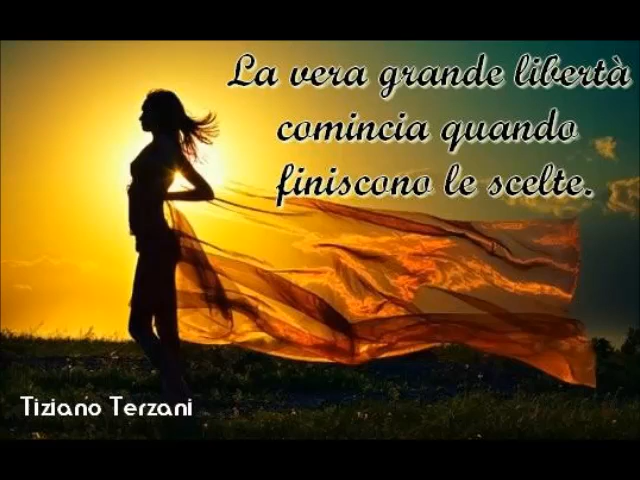 La vera grande libertà
comincia quando
finiscono le scelte.
Tiziano Terzani